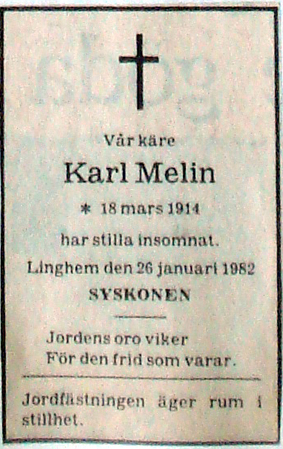 Vår käre
Karl Melin
* 18 mars 1914
har stilla insomnat.
Linghem den 26 januari 1982
SYSKONEN
Jordens oro viker
För den frid som varar.
Jordfästningen äger rum i
stillhet.